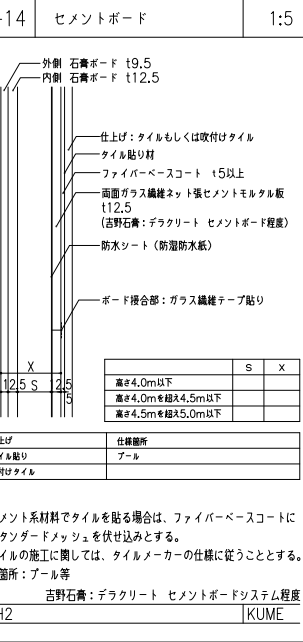 -14 セメントボード 1:5
外側 石膏ボード t9.5
内側 石膏ボード t12.5
仕上げ：タイルもしくは吹付けタイル
タイル貼り材
ファイバーベースコート t5以上
両面ガラス繊維ネット張セメントモルタル板
t12.5
(吉野石膏：デラクリート セメントボード程度)
防水シート（防湿防水紙）
ボード接合部：ガラス繊維テープ貼り
X
12.5 S 12.5
5
S X
高さ4.0m以下
高さ4.0mを超え4.5m以下
高さ4.5mを超え5.0m以下
上げ 仕様箇所
イル貼り プール
付けタイル
メント系材料でタイルを貼る場合は、ファイバーベースコートに
タンダードメッシュを伏せ込みとする。
イルの施工に関しては、タイルメーカーの仕様に従うこととする。
箇所：プール等
吉野石膏：デラクリート セメントボードシステム程度
H2 KUME